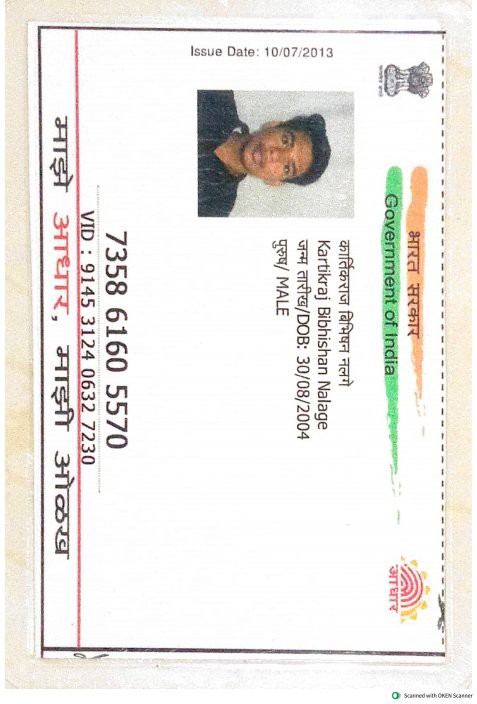 Issue Date: 10/07/2013
भारत सरकार
Government of India
कार्तिकराज बिभिषन नलगे
Kartikraj Bibhishan Nalage
जन्म तारीख/DOB: 30/08/2004
पुरुष/ MALE
7358 6160 5570
VID : 9145 3124 0632 7230
माझे आधार, माझी ओळख
आधार
Scanned with OKEN Scanner